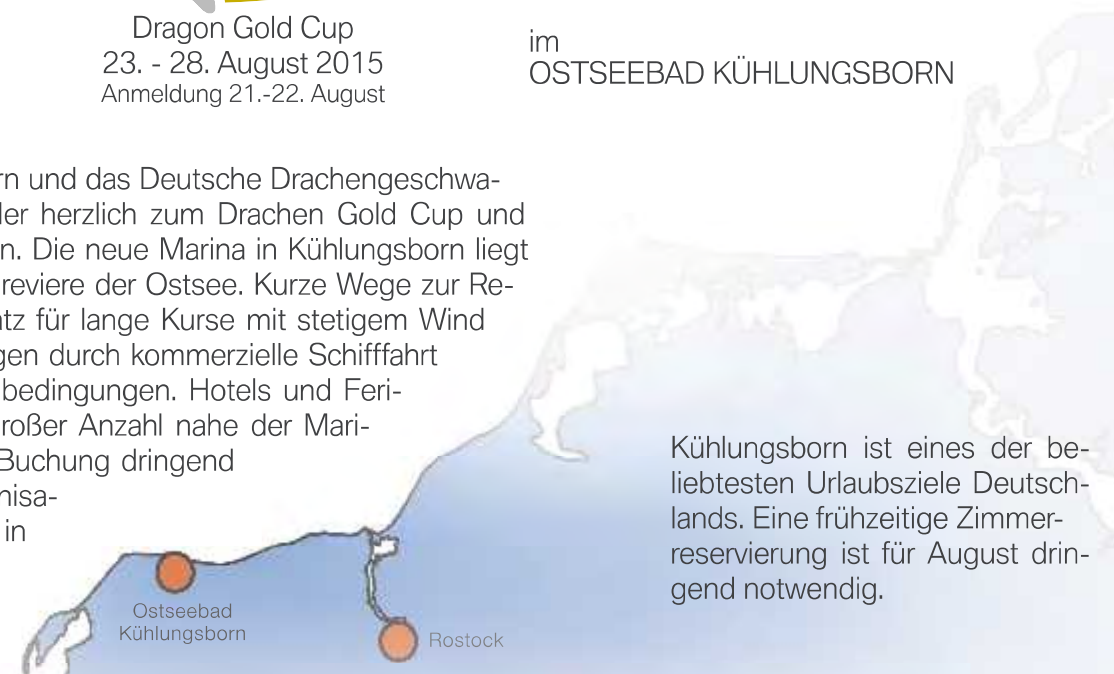 Dragon Gold Cup
23. - 28. August 2015
Anmeldung 21.-22. August
im
OSTSEEBAD KÜHLUNGSBORN
rn und das Deutsche Drachengeschwa-
ler herzlich zum Drachen Gold Cup und
n. Die neue Marina in Kühlungsborn liegt
reviere der Ostsee. Kurze Wege zur Re-
tz für lange Kurse mit stetigem Wind
gen durch kommerzielle Schifffahrt
bedingungen. Hotels und Feri-
roßer Anzahl nahe der Mari-
Buchung dringend
nisa-
in
Kühlungsborn ist eines der be-
liebtesten Urlaubsziele Deutsch-
lands. Eine frühzeitige Zimmer-
reservierung ist für August drin-
gend notwendig.
Ostseebad
Kühlungsborn
Rostock